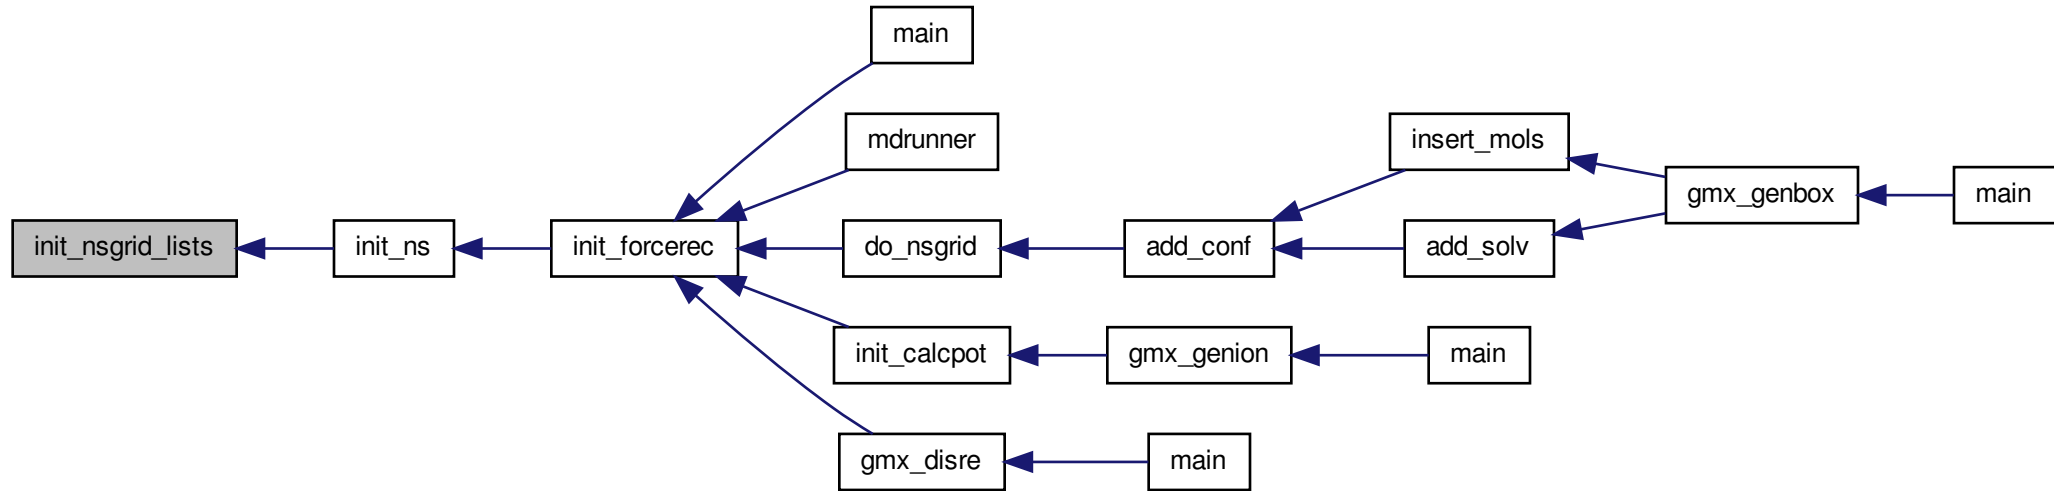 main
mdrunner
insert_mols
gmx_genbox
main
init_nsgrid_lists
init_ns
init_forcerec
do_nsgrid
add_conf
add_solv
init_calcpot
gmx_genion
main
gmx_disre
main